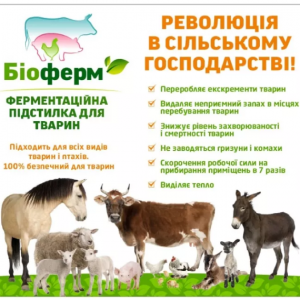 Біоферм
ФЕРМЕНТАЦІЙНА
ПІДСТИЛКА ДЛЯ
ТВАРИН
Підходить для всіх видів
тварин і птахів.
100% безпечний для тварин
РЕВОЛЮЦІЯ
В СІЛЬСЬКОМУ
ГОСПОДАРСТВІ!
Переробляє екскременти тварин
Видаляє неприємний запах в місцях
перебування тварин
Знижує рівень захворюваності
і смертності тварин
Не заводяться гризуни і комахи
Скорочення робочої сили на
прибирання приміщень в 7 разів
Виділяє тепло